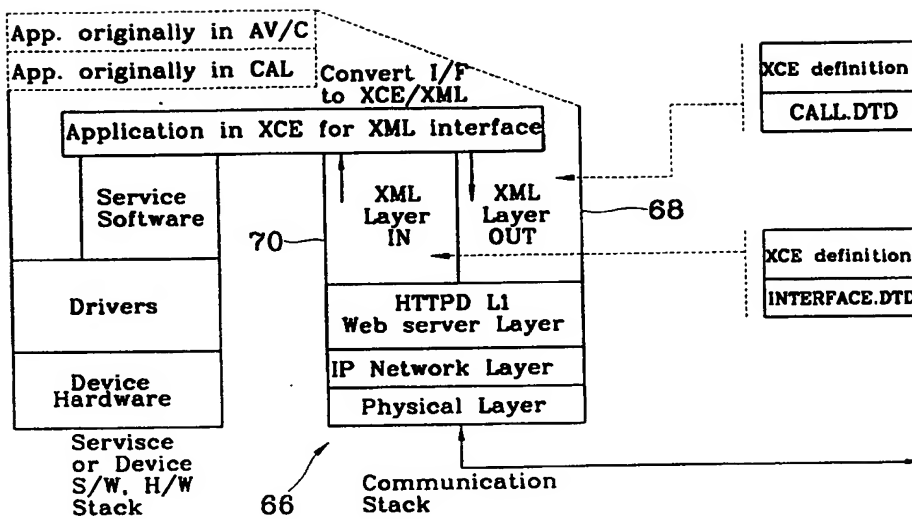 App. originally in AV/C
App. originally in CAL
Convert I/F
to XCE/XML
Application in XCE for XML interface
Service
Software
Drivers
Device
Hardware
Servisce
or Device
S/W, H/W
Stack
70
XML
Layer
IN
XML
Layer
OUT
68
HTTPD L1
Web server Layer
IP Network Layer
Physical Layer
66
Communication
Stack
XCE definition
CALL.DTD
XCE definition
INTERFACE.DTD